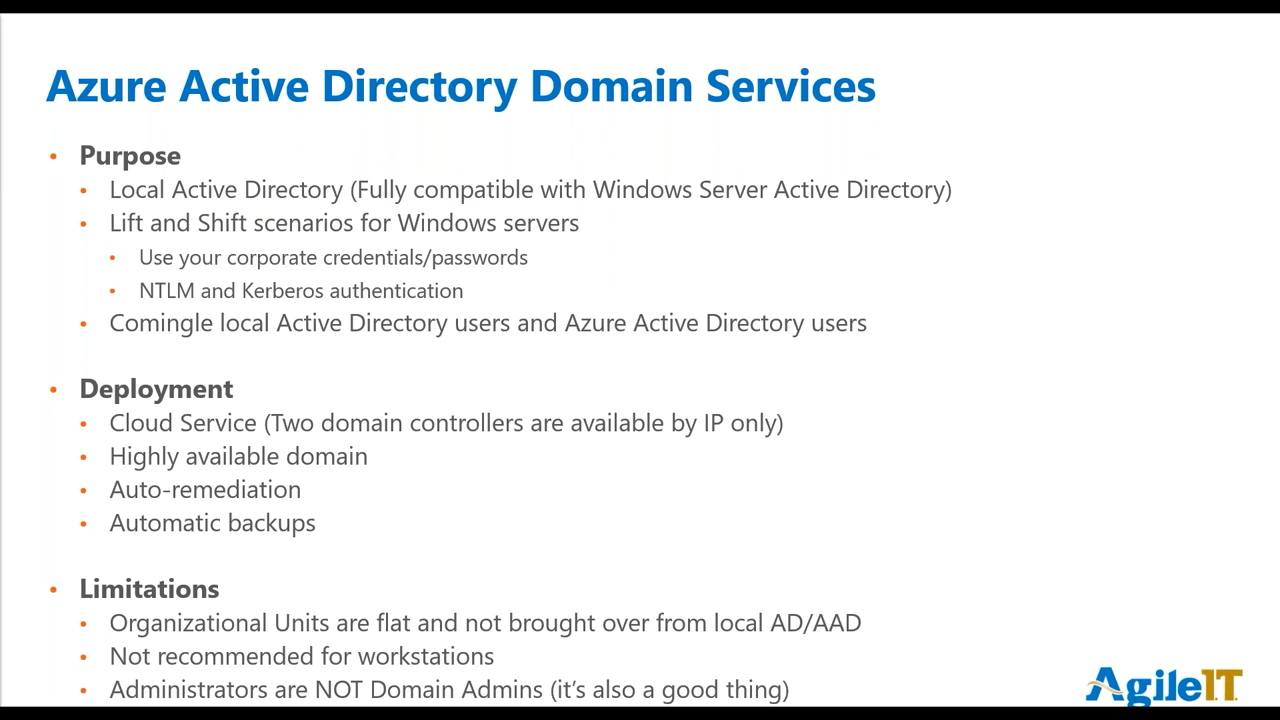 Azure Active Directory Domain Services
• Purpose
• Local Active Directory (Fully compatible with Windows Server Active Directory)
• Lift and Shift scenarios for Windows servers
• Use your corporate credentials/passwords
• NTLM and Kerberos authentication
• Comingle local Active Directory users and Azure Active Directory users
• Deployment
• Cloud Service (Two domain controllers are available by IP only)
• Highly available domain
• Auto-remediation
• Automatic backups
• Limitations
• Organizational Units are flat and not brought over from local AD/AAD
• Not recommended for workstations
• Administrators are NOT Domain Admins (it’s also a good thing)
AgileIT